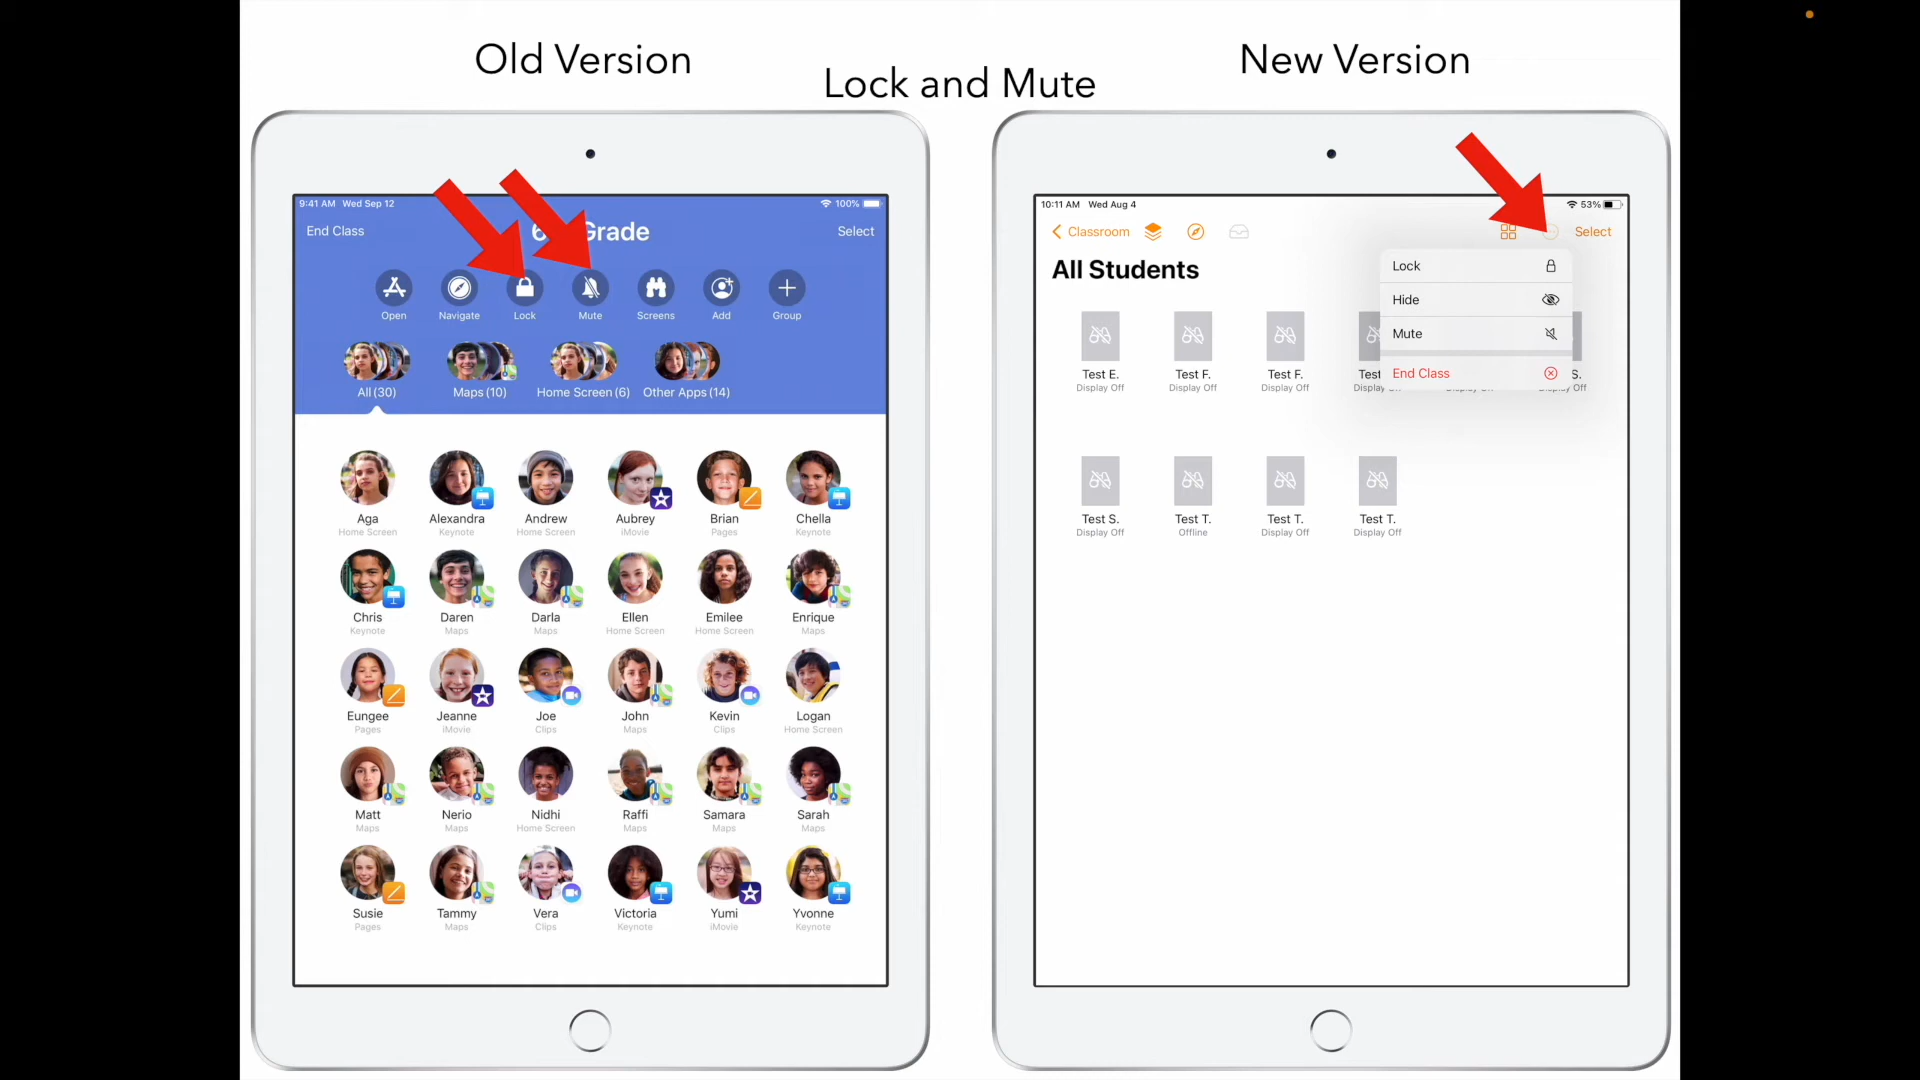 Old Version
New Version
Lock and Mute
9:41 AM Wed Sep 12
100%
End Class
Grade
Select
Open
Navigate
Lock
Mute
Screens
Add
Group
All (30)
Maps (10)
Home Screen (6)
Other Apps (14)
Aga
Alexandra
Andrew
Aubrey
Brian
Chella
Home Screen
Keynote
Home Screen
iMovie
Pages
Keynote
Chris
Daren
Darla
Ellen
Emilee
Enrique
Keynote
Maps
Maps
Home Screen
Home Screen
Maps
Eungee
Jeanne
Joe
John
Kevin
Logan
Pages
iMovie
Clips
Maps
Clips
Home Screen
Matt
Nerio
Nidhi
Raffi
Samara
Sarah
Maps
Maps
Home Screen
Maps
Maps
Maps
Susie
Tammy
Vera
Victoria
Yumi
Yvonne
Pages
Maps
Clips
Keynote
iMovie
Keynote
10:11 AM Wed Aug 4
53%
Classroom
Select
All Students
Lock
Hide
Mute
End Class
Test E.
Test F.
Test F.
Test
S.
Display Off
Display Off
Display Off
Display Off
Test S.
Test T.
Test T.
Test T.
Display Off
Offline
Display Off
Display Off